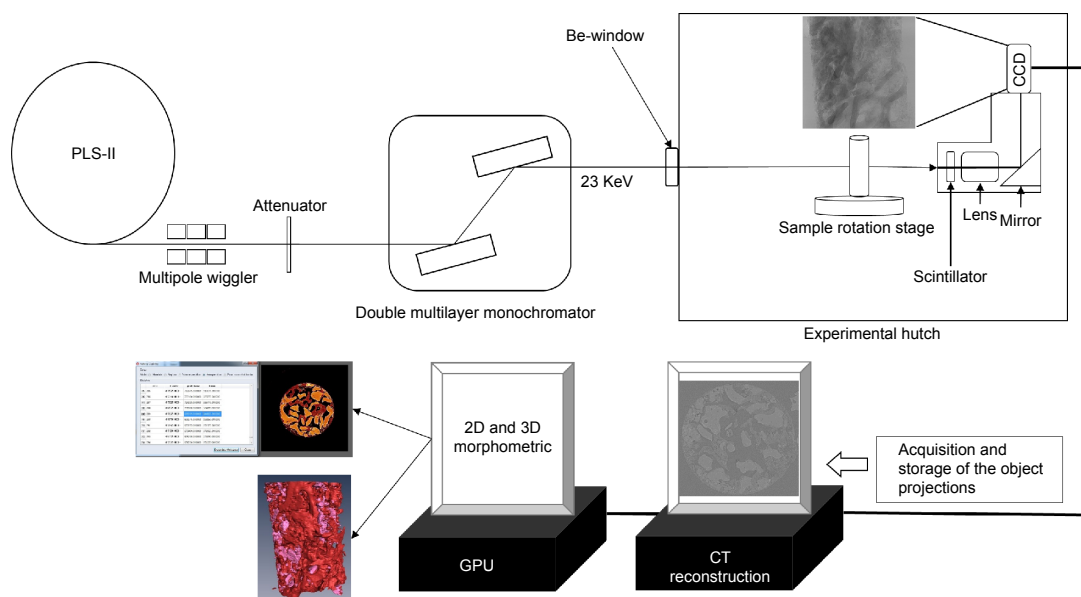 Be-window
CCD
PLS-II
23 KeV
Attenuator
Lens
Mirror
Sample rotation stage
Multipole wiggler
Scintillator
Double multilayer monochromator
Experimental hutch
2D and 3D
morphometric
Acquisition and
storage of the object
projections
GPU
CT
reconstruction